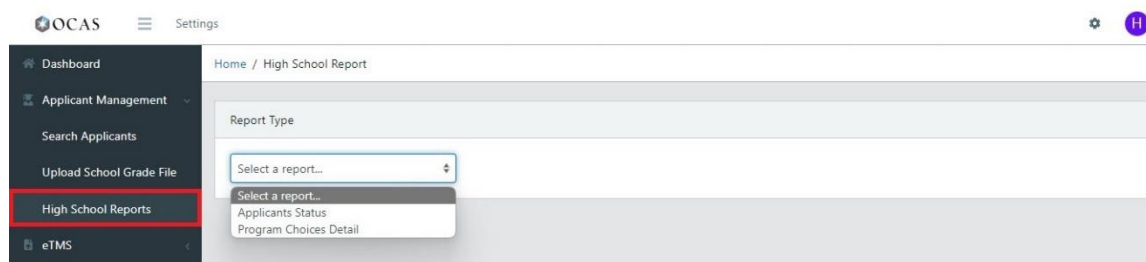 OCAS
Settings
H
Dashboard
Applicant Management
Search Applicants
Upload School Grade File
High School Reports
eTMS
Home / High School Report
Report Type
Select a report...
Select a report...
Applicants Status
Program Choices Detail